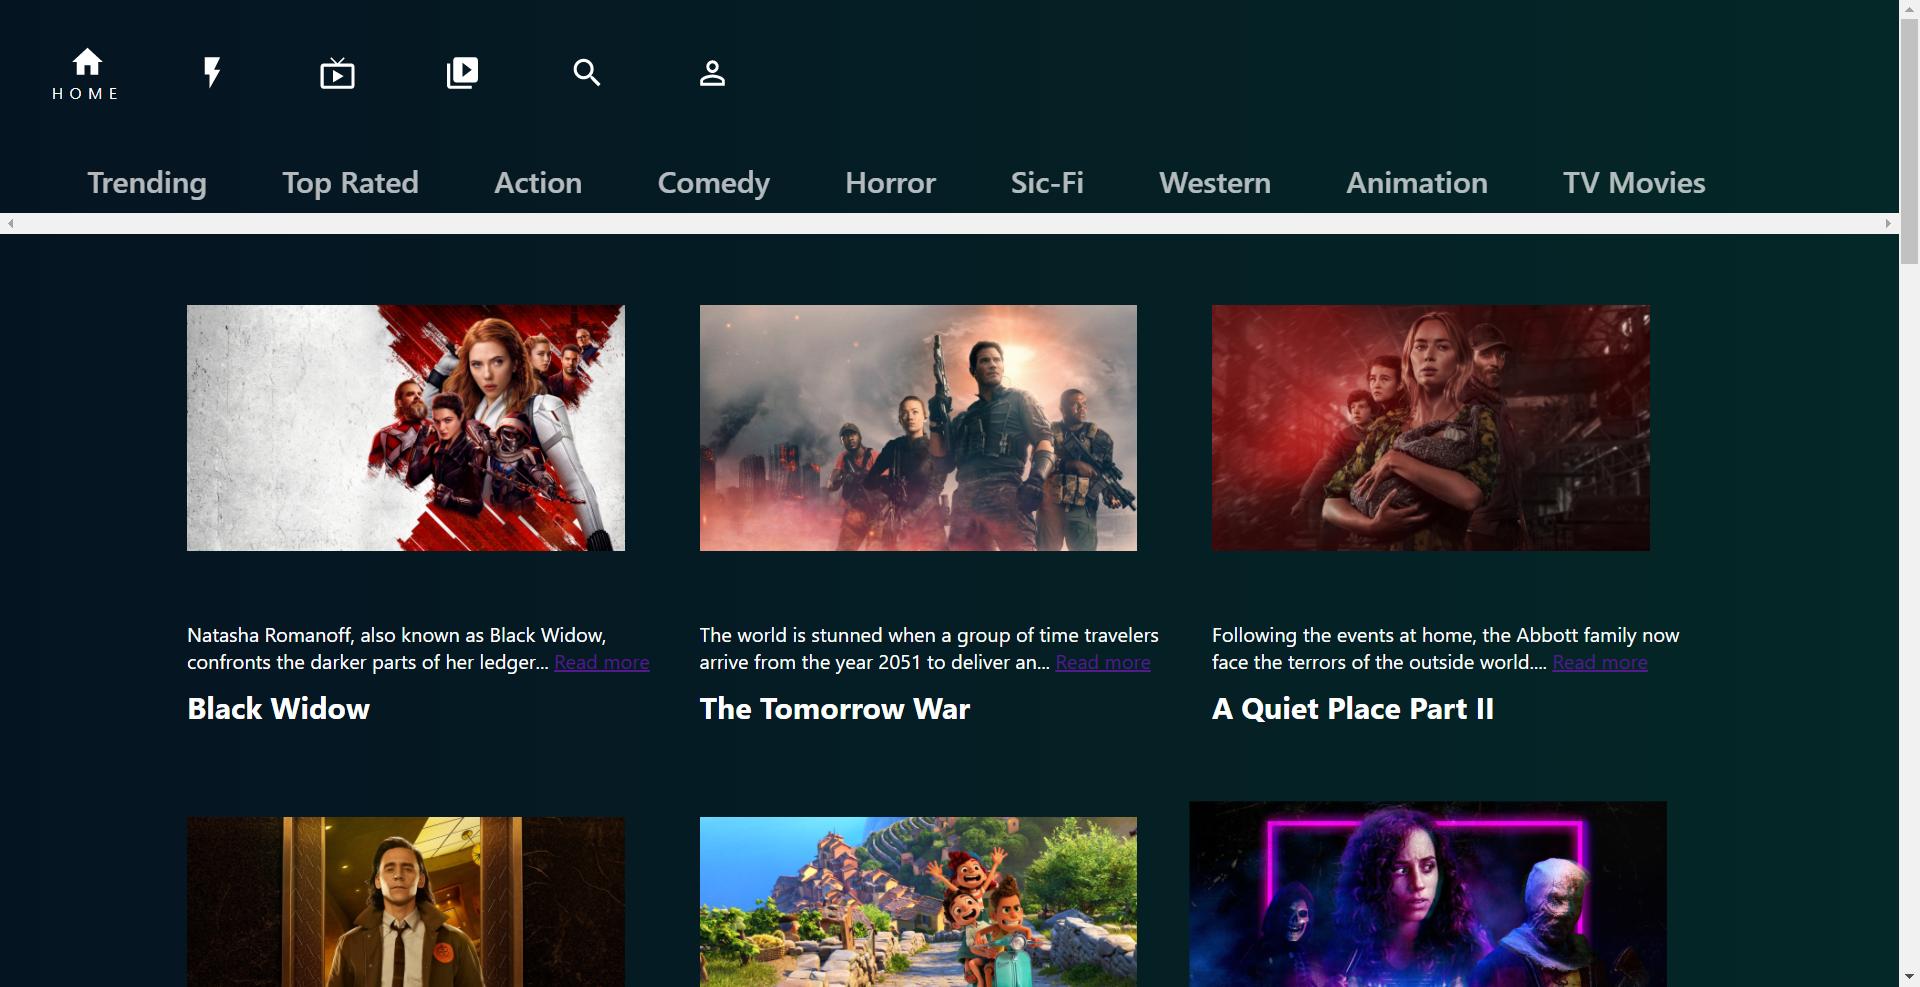 HOME
Trending Top Rated Action Comedy Horror Sic-Fi Western Animation TV Movies
Natasha Romanoff, also known as Black Widow,
confronts the darker parts of her ledger... Read more
Black Widow
The world is stunned when a group of time travelers
arrive from the year 2051 to deliver an... Read more
The Tomorrow War
Following the events at home, the Abbott family now
face the terrors of the outside world.... Read more
A Quiet Place Part II